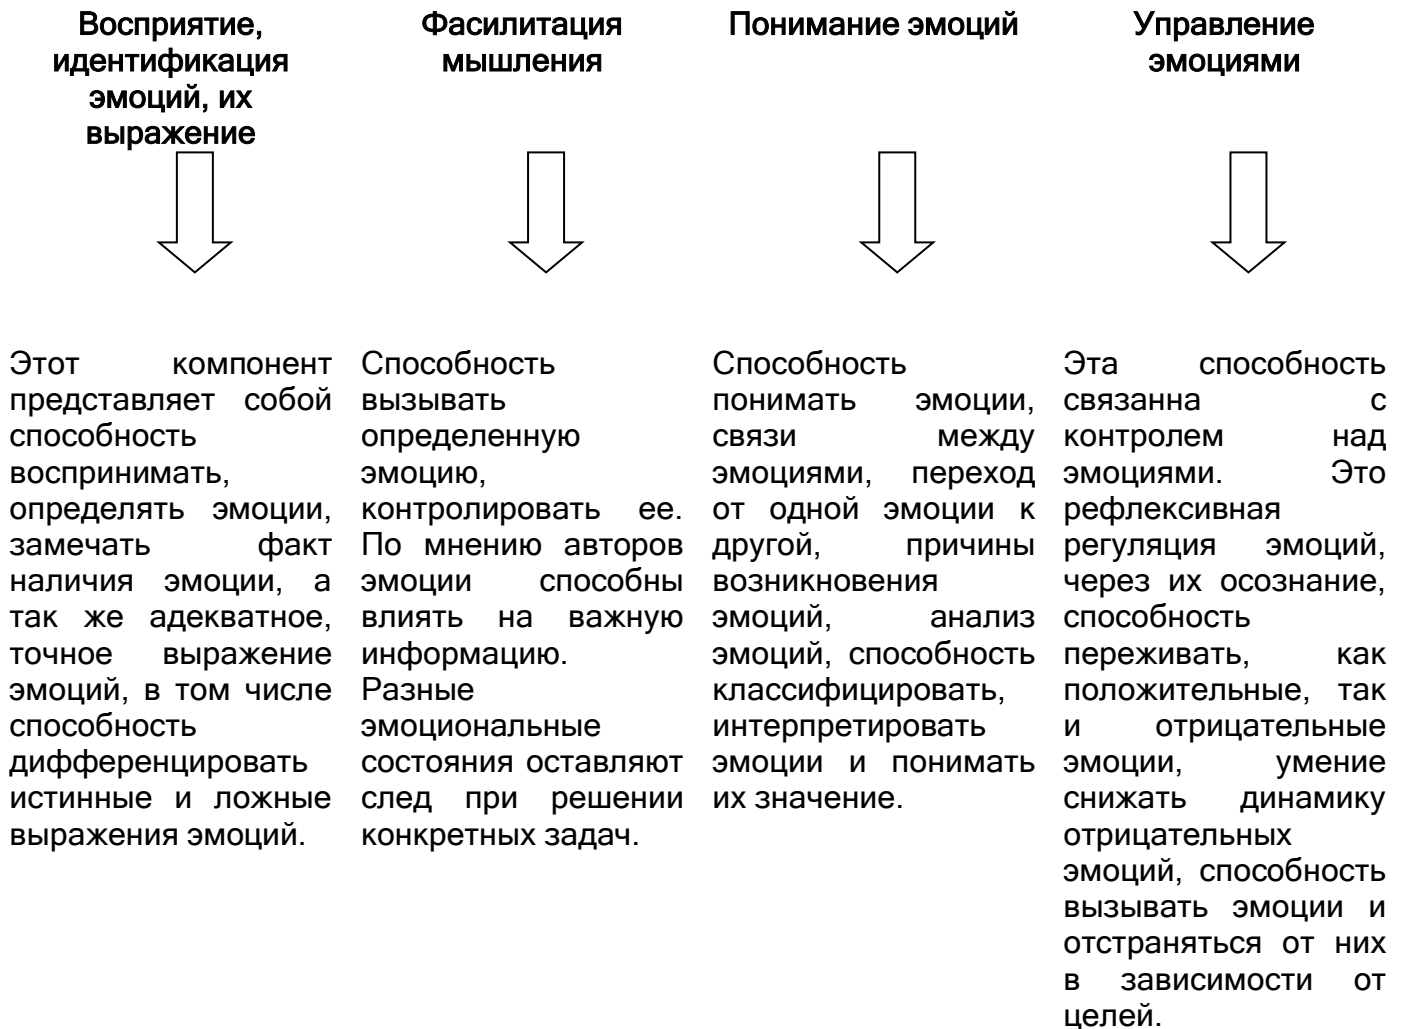 Восприятие,
идентификация
эмоций, их
выражение
Фасилитация
мышления
Понимание эмоций
Управление
эмоциями
Этот компонент
представляет собой
способность
воспринимать,
определять эмоции,
замечать факт
наличия эмоции, а
так же адекватное,
точное выражение
эмоций, в том числе
способность
дифференцировать
истинные и ложные
выражения эмоций.
Способность
вызывать
определенную
эмоцию,
контролировать ее.
По мнению авторов
эмоции способны
влиять на важную
информацию.
Разные
эмоциональные
состояния оставляют
след при решении
конкретных задач.
Способность
понимать эмоции,
связи между
эмоциями, переход
от одной эмоции к
другой, причины
возникновения
эмоций, анализ
эмоций, способность
классифицировать,
интерпретировать
эмоции и понимать
их значение.
Эта способность
связанна с
контролем над
эмоциями. Это
рефлексивная
регуляция эмоций,
через их осознание,
способность
переживать, как
положительные, так
и отрицательные
эмоции, умение
снижать динамику
отрицательных
эмоций, способность
вызывать эмоции и
отстраняться от них
в зависимости от
целей.